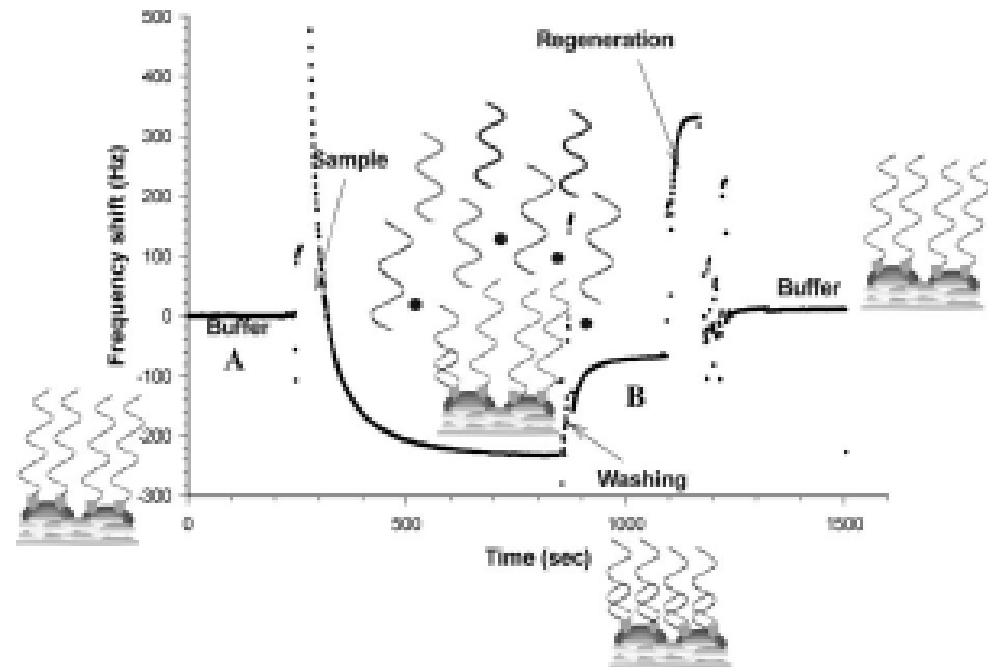 500
Regeneration
400
300
Sample
200
100
Buffer
0
Buffer
A
-100
B
-200
Washing
-300
0
500
1000
1500
Time (sec)
Frequency shift (Hz)